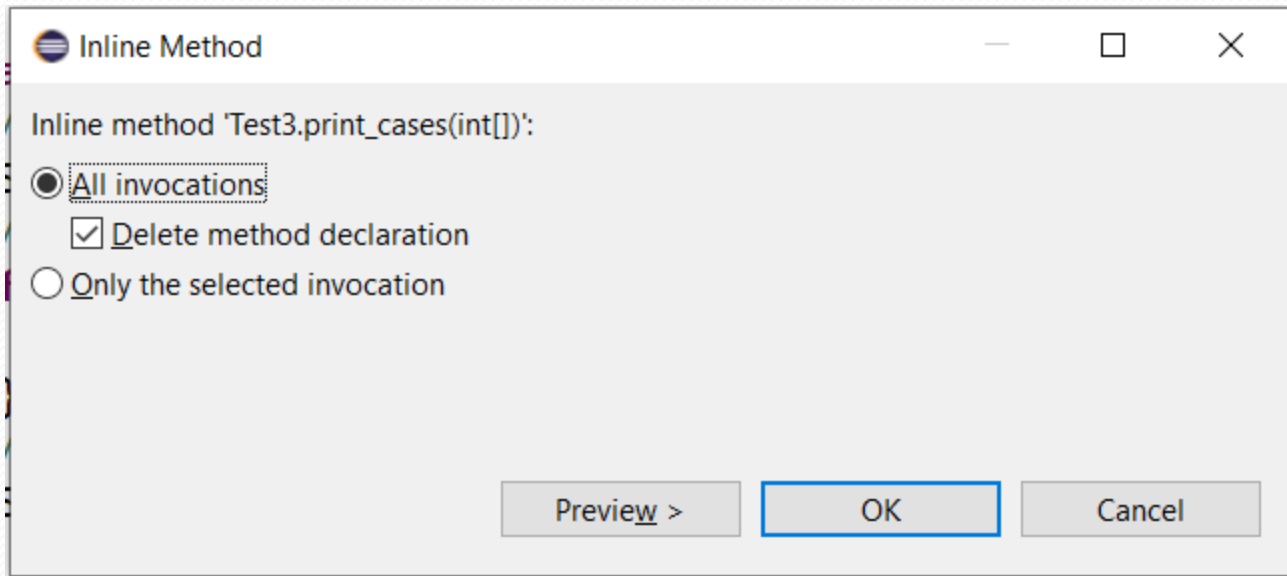 Inline Method
Inline method 'Test3.print_cases(int[])':
All invocations
Delete method declaration
Only the selected invocation
Preview > OK Cancel